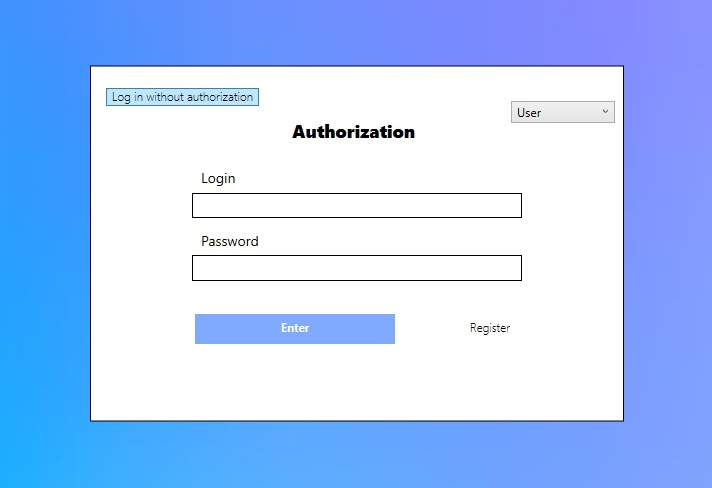 Log in without authorization
User
Authorization
Login
Password
Enter
Register